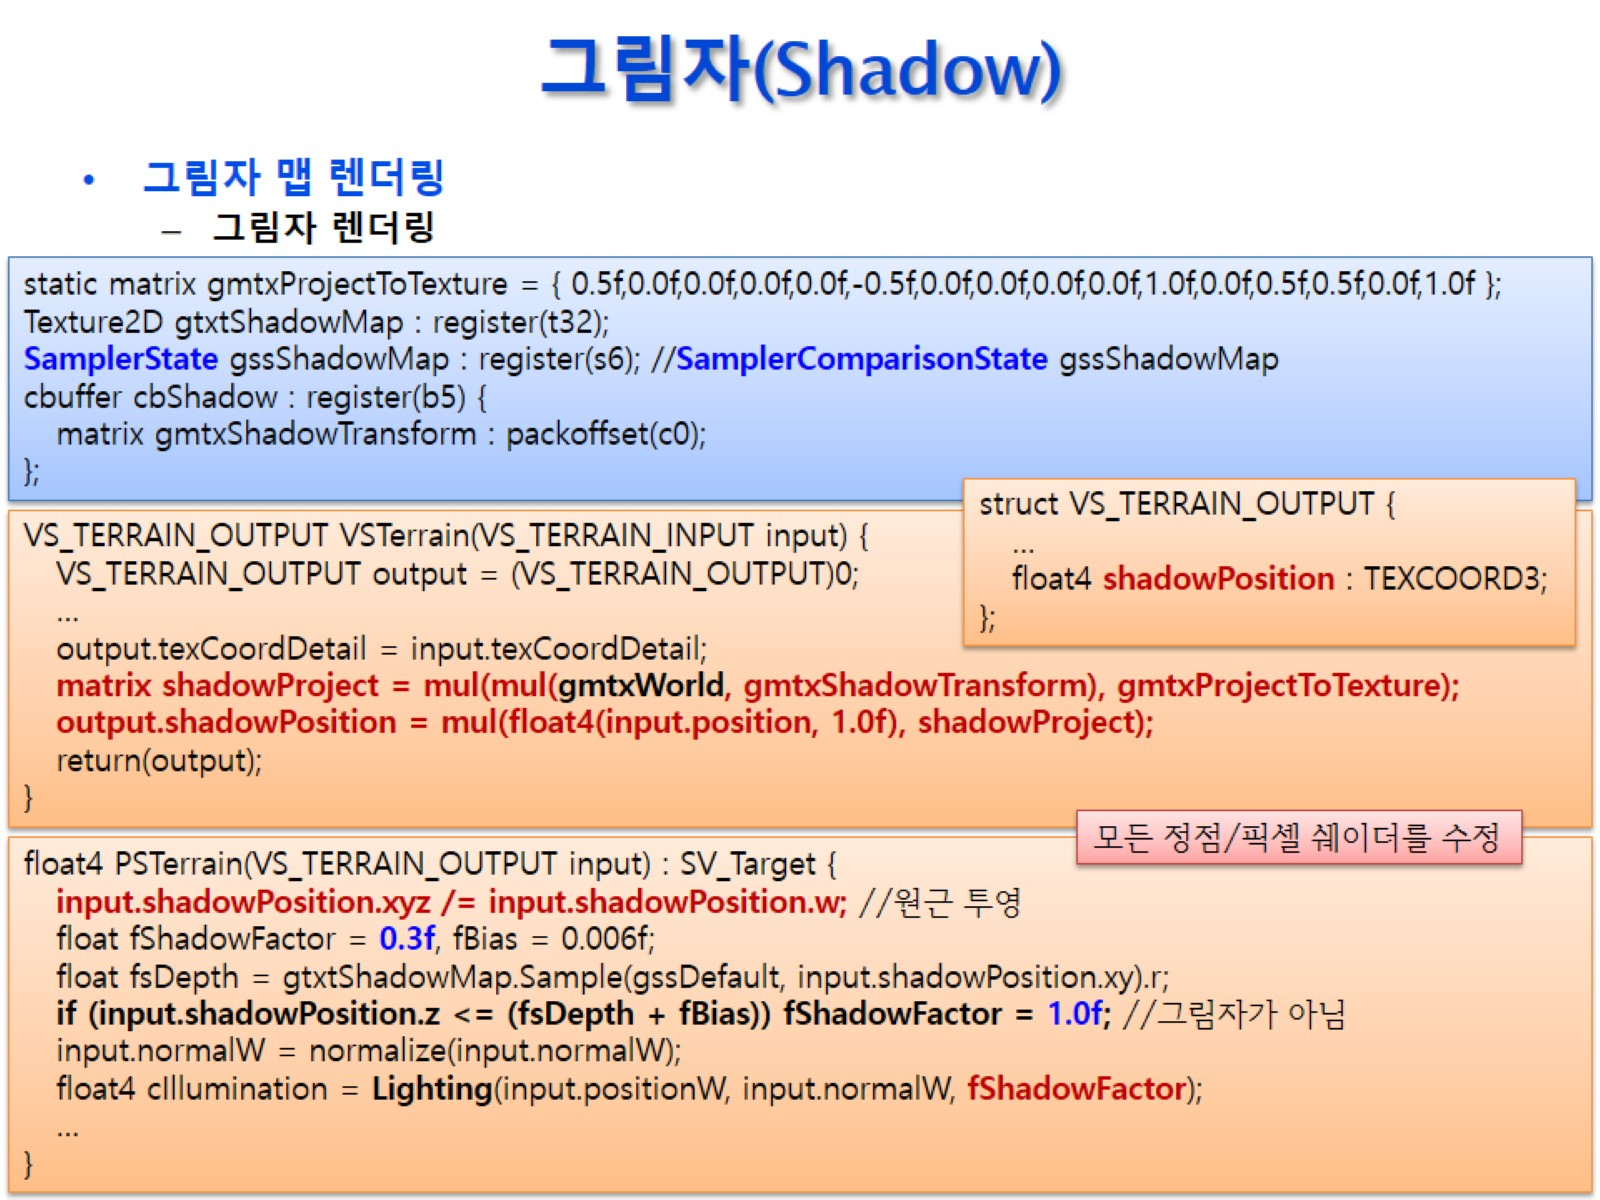 그림자(Shadow)
• 그림자 맵 렌더링
– 그림자 렌더링
static matrix gmtxProjectToTexture = { 0.5f,0.0f,0.0f,0.0f,0.0f,-0.5f,0.0f,0.0f,0.0f,0.0f,1.0f,0.0f,0.5f,0.5f,0.0f,1.0f };
Texture2D gtxtShadowMap : register(t32);
SamplerState gssShadowMap : register(s6); //SamplerComparisonState gssShadowMap
cbuffer cbShadow : register(b5) {
matrix gmtxShadowTransform : packoffset(c0);
};
struct VS_TERRAIN_OUTPUT {
...
float4 shadowPosition : TEXCOORD3;
};
VS_TERRAIN_OUTPUT VSTerrain(VS_TERRAIN_INPUT input) {
VS_TERRAIN_OUTPUT output = (VS_TERRAIN_OUTPUT)0;
...
output.texCoordDetail = input.texCoordDetail;
matrix shadowProject = mul(mul(gmtxWorld, gmtxShadowTransform), gmtxProjectToTexture);
output.shadowPosition = mul(float4(input.position, 1.0f), shadowProject);
return(output);
}
모든 정점/픽셀 쉐이더를 수정
float4 PSTerrain(VS_TERRAIN_OUTPUT input) : SV_Target {
input.shadowPosition.xyz /= input.shadowPosition.w; //원근 투영
float fShadowFactor = 0.3f, fBias = 0.006f;
float fsDepth = gtxtShadowMap.Sample(gssDefault, input.shadowPosition.xy).r;
if (input.shadowPosition.z <= (fsDepth + fBias)) fShadowFactor = 1.0f; //그림자가 아님
input.normalW = normalize(input.normalW);
float4 cIllumination = Lighting(input.positionW, input.normalW, fShadowFactor);
...
}